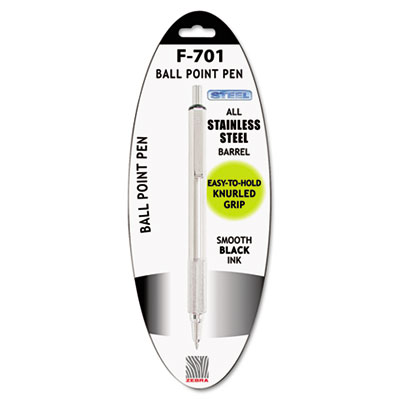 F-701
BALL POINT PEN
STEEL
ALL
STAINLESS
STEEL
BARREL
BALL POINT PEN
EASY-TO-HOLD
KNURLED
GRIP
SMOOTH
BLACK
INK
ZEBRA